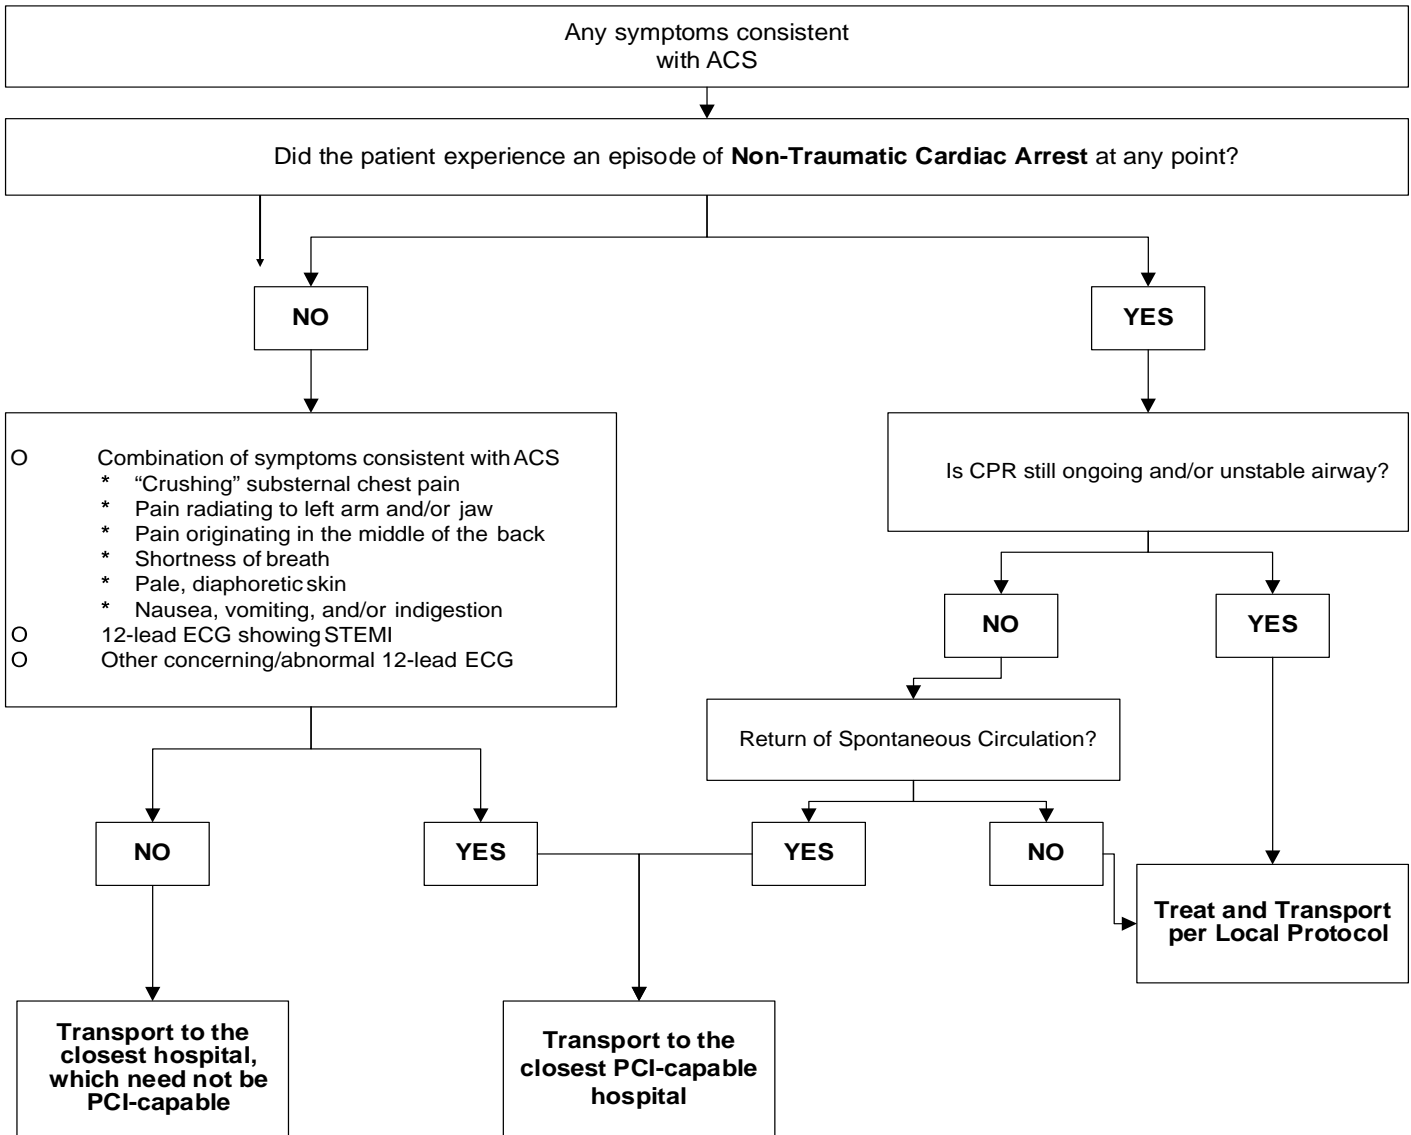 Any symptoms consistent
with ACS
Did the patient experience an episode of Non-Traumatic Cardiac Arrest at any point?
NO
YES
O Combination of symptoms consistent with ACS
* “Crushing” substernal chest pain
* Pain radiating to left arm and/or jaw
* Pain originating in the middle of the back
* Shortness of breath
* Pale, diaphoretic skin
* Nausea, vomiting, and/or indigestion
O 12-lead ECG showing STEMI
O Other concerning/abnormal 12-lead ECG
Is CPR still ongoing and/or unstable airway?
NO
YES
Return of Spontaneous Circulation?
NO
YES
YES
NO
Treat and Transport
per Local Protocol
Transport to the
closest hospital,
which need not be
PCI-capable
Transport to the
closest PCI-capable
hospital